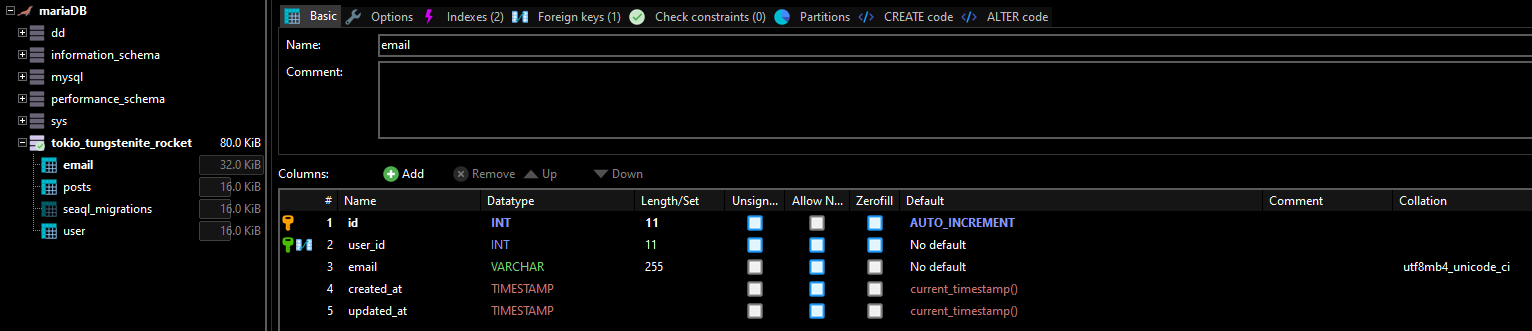 mariaDB
dd
information_schema
mysql
performance_schema
sys
tokio_tungstenite_rocket 80.0 KiB
email 32.0 KiB
posts 16.0 KiB
seaql_migrations 16.0 KiB
user 16.0 KiB
Basic Options Indexes (2) Foreign keys (1) Check constraints (0) Partitions CREATE code ALTER code
Name: email
Comment:
Columns: Add Remove Up Down
# Name Datatype Length/Set Unsign... Allow N... Zerofill Default Comment Collation
1 id INT 11 AUTO_INCREMENT
2 user_id INT 11 No default
3 email VARCHAR 255 No default utf8mb4_unicode_ci
4 created_at TIMESTAMP current_timestamp()
5 updated_at TIMESTAMP current_timestamp()